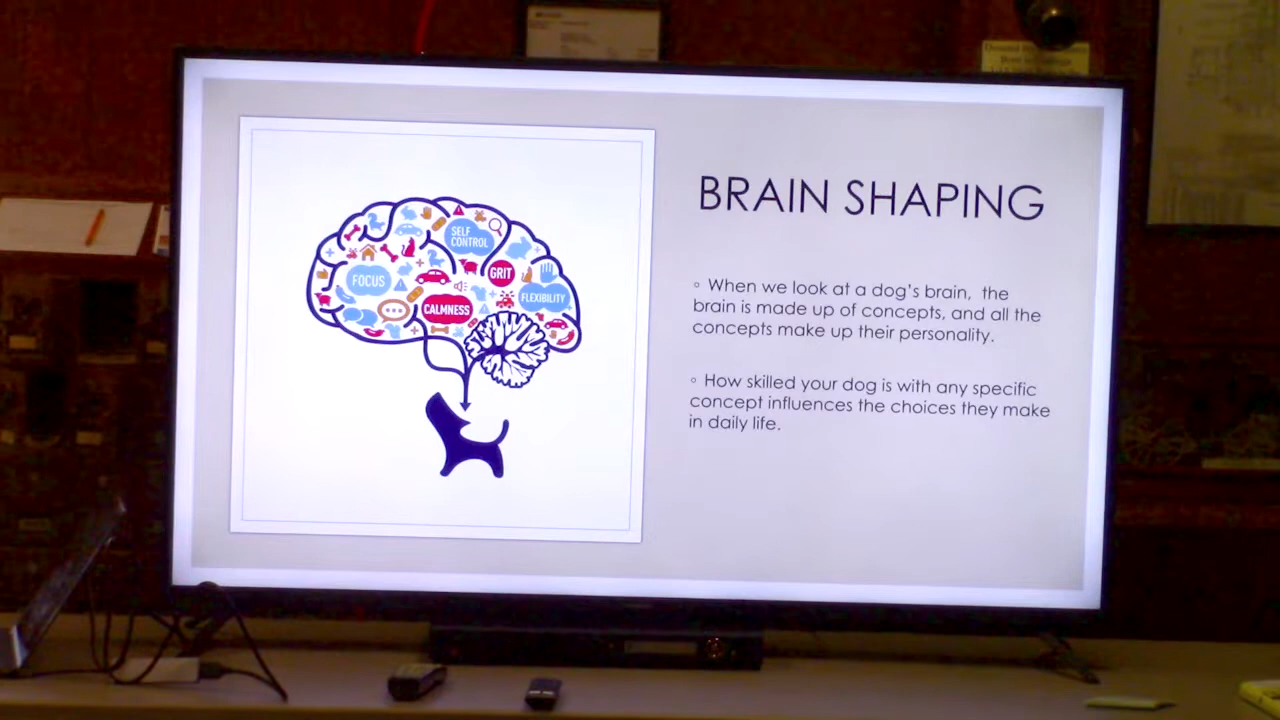 BRAIN SHAPING
SELF
CONTROL
FOCUS
GRIT
FLEXIBILITY
CALMNESS
◦ When we look at a dog's brain, the
brain is made up of concepts, and all the
concepts make up their personality.
◦ How skilled your dog is with any specific
concept influences the choices they make
in daily life.